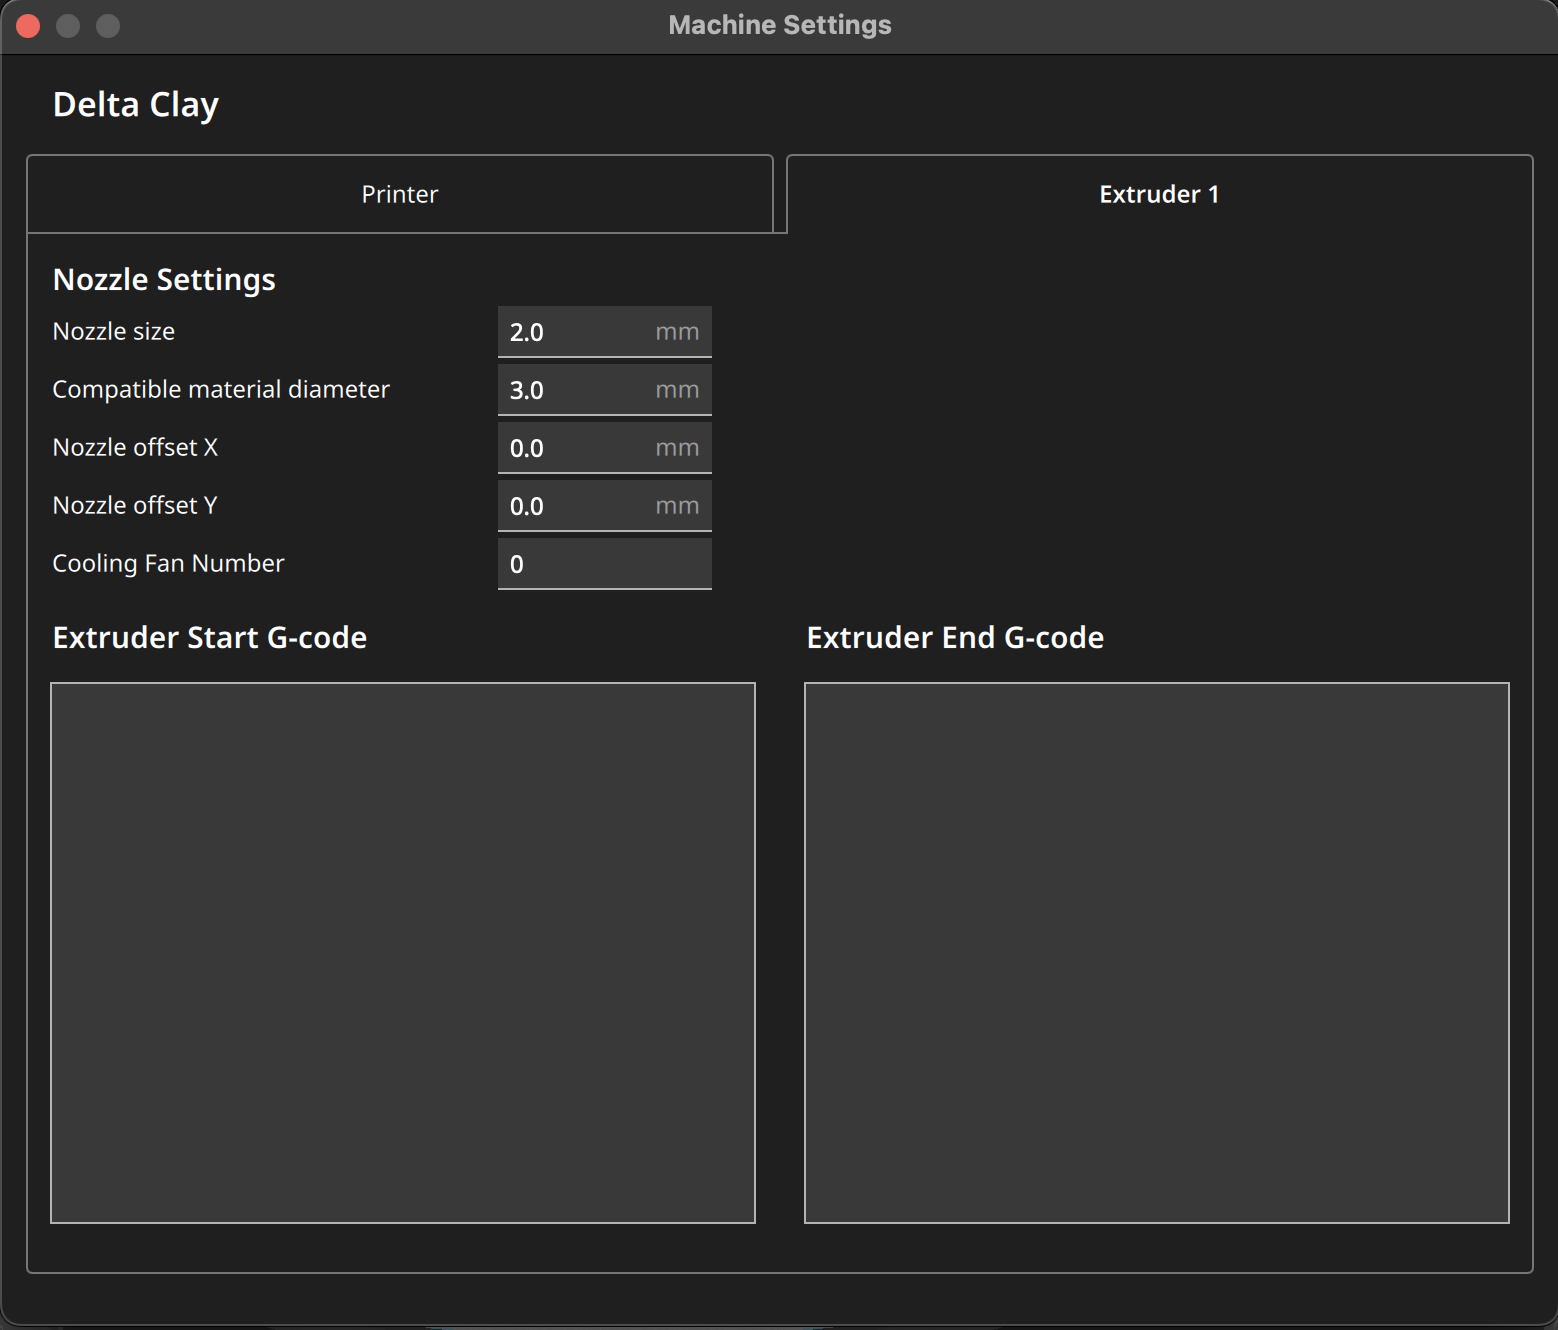 Machine Settings
Delta Clay
Printer
Extruder 1
Nozzle Settings
Nozzle size 2.0 mm
Compatible material diameter 3.0 mm
Nozzle offset X 0.0 mm
Nozzle offset Y 0.0 mm
Cooling Fan Number 0
Extruder Start G-code
Extruder End G-code